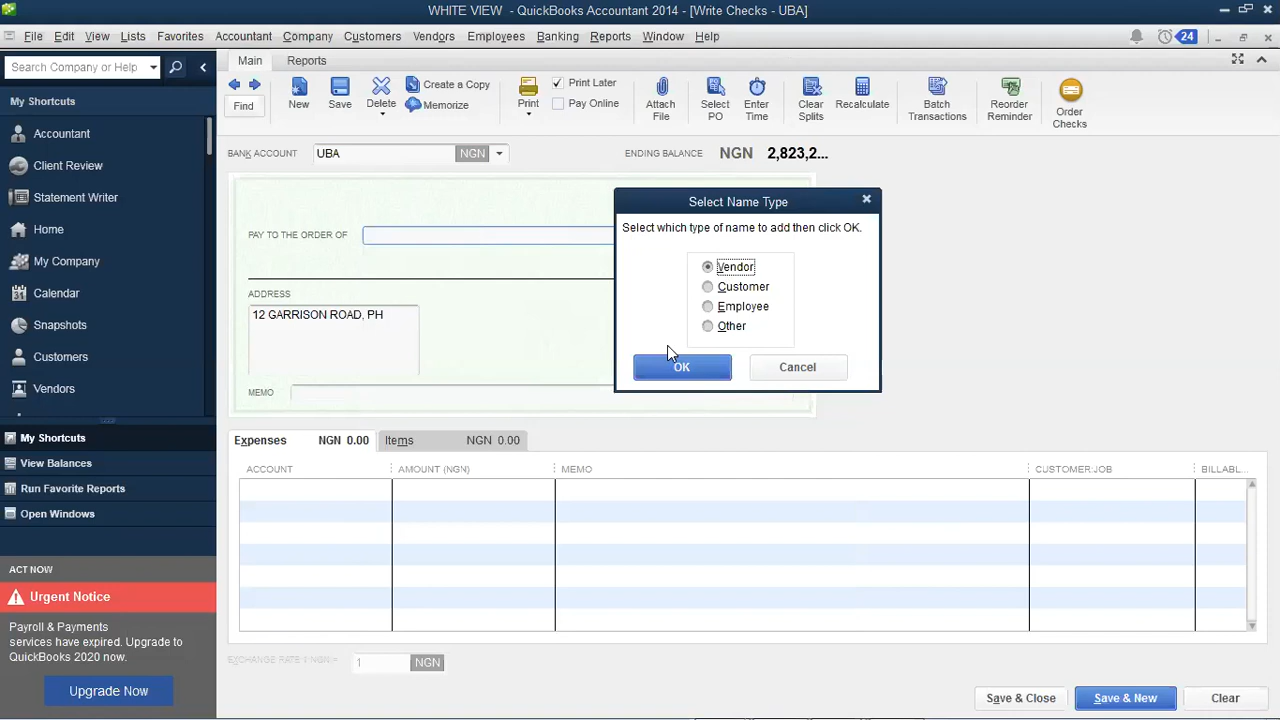 WHITE VIEW - QuickBooks Accountant 2014 - [Write Checks - UBA]
File Edit View Lists Favorites Accountant Company Customers Vendors Employees Banking Reports Window Help 24
Search Company or Help
My Shortcuts
Accountant
Client Review
Statement Writer
Home
My Company
Calendar
Snapshots
Customers
Vendors
My Shortcuts
View Balances
Run Favorite Reports
Open Windows
ACT NOW
Urgent Notice
Payroll & Payments
services have expired. Upgrade to
QuickBooks 2020 now.
Upgrade Now
Main Reports
Find
New
Save
Delete
Create a Copy
Memorize
Print
Print Later
Pay Online
Attach
File
Select
PO
Enter
Time
Clear
Splits
Recalculate
Batch
Transactions
Reorder
Reminder
Order
Checks
BANK ACCOUNT UBA NGN ENDING BALANCE NGN 2,823,2...
PAY TO THE ORDER OF
ADDRESS
12 GARRISON ROAD, PH
MEMO
Select Name Type
Select which type of name to add then click OK.
Vendor
Customer
Employee
Other
OK Cancel
Expenses NGN 0.00 Items NGN 0.00
ACCOUNT AMOUNT (NGN) MEMO CUSTOMER:JOB BILLABL...
EXCHANGE RATE 1 NGN = 1 NGN
Save & Close Save & New Clear